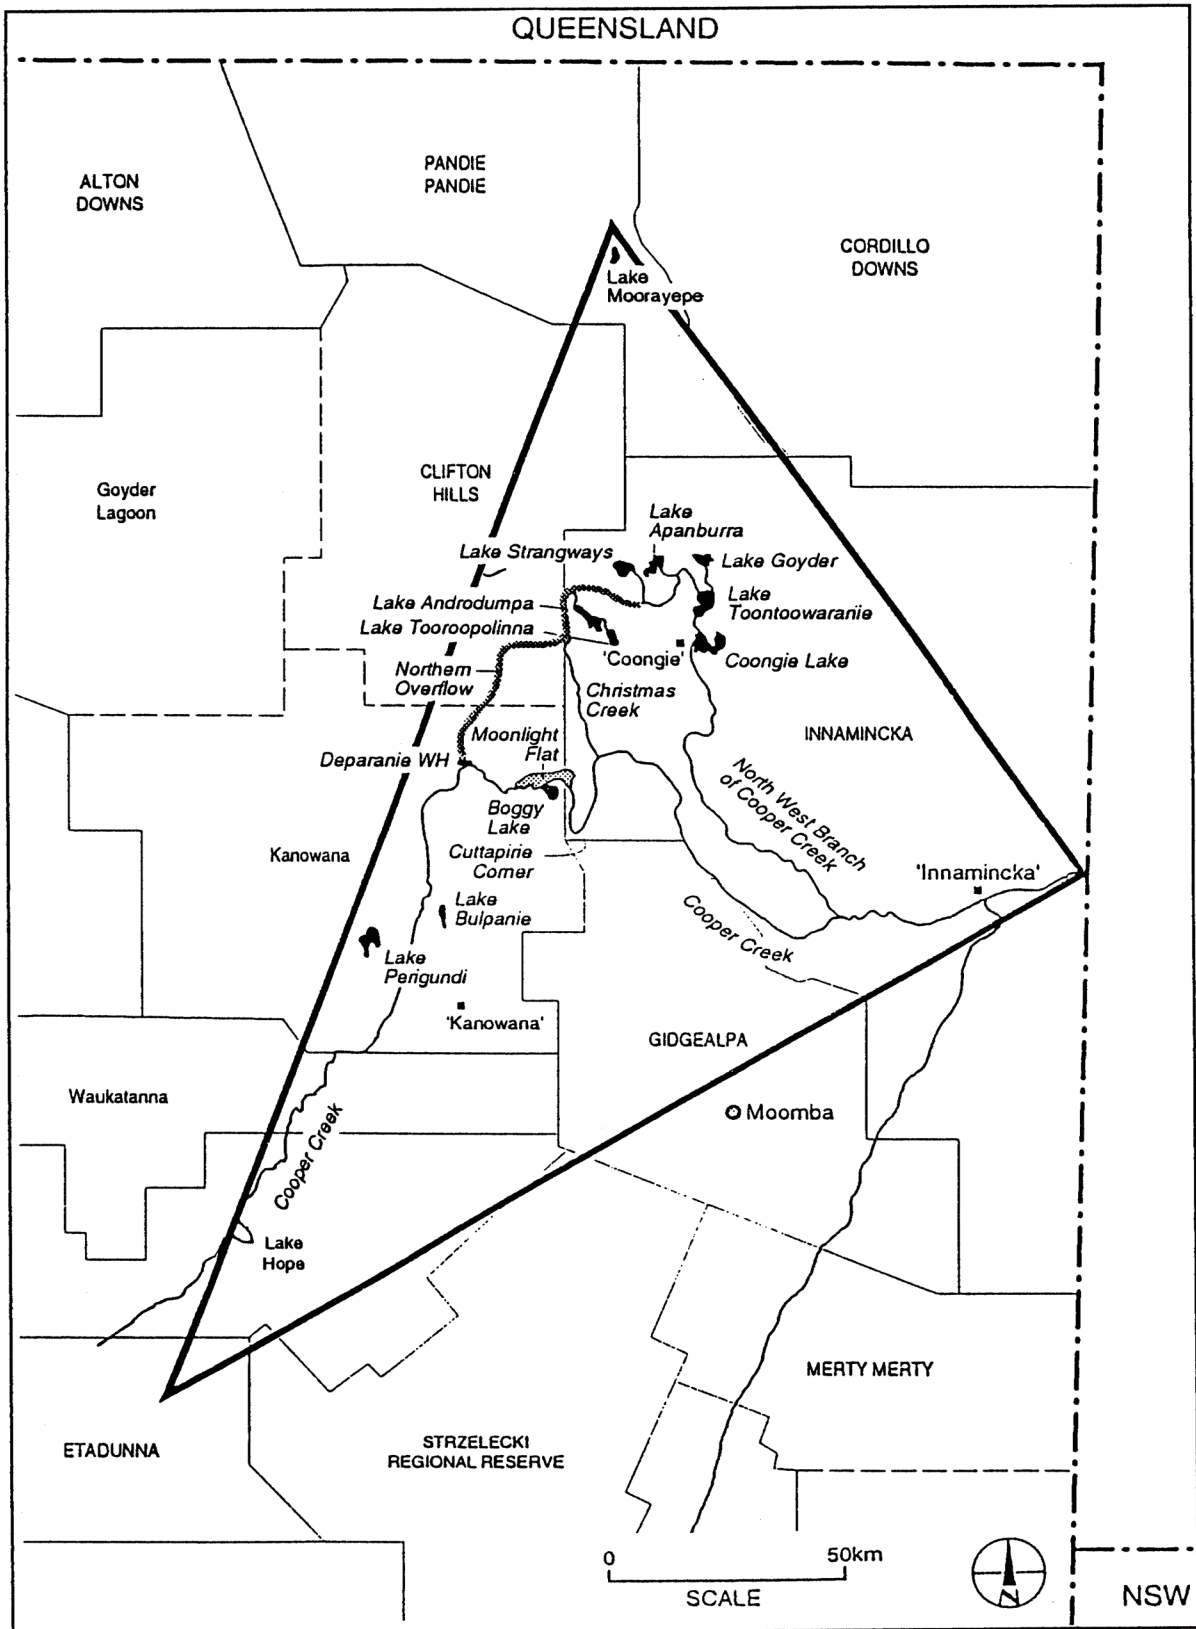 QUEENSLAND
ALTON
DOWNS
PANDIE
PANDIE
CORDILLO
DOWNS
Lake
Moorayepe
Goyder
Lagoon
CLIFTON
HILLS
Lake
Apanburra
Lake Strangways
Lake Goyder
Lake Androdumpa
Lake
Toontoowaranie
Lake Tooroopolinna
'Coongie'
Coongie Lake
Northern
Overflow
Christmas
Creek
INNAMINCKA
Moonlight
Flat
Deparanie WH
North West Branch
of Cooper Creek
Boggy
Lake
Cuttapirie
Corner
Kanowana
'Innamincka'
Lake
Bulpanie
Cooper Creek
Lake
Perigundi
'Kanowana'
GIDGEALPA
Waukatanna
Moomba
Cooper Creek
Lake
Hope
MERTY MERTY
ETADUNNA
STRZELECKI
REGIONAL RESERVE
0 50km
SCALE
N
NSW